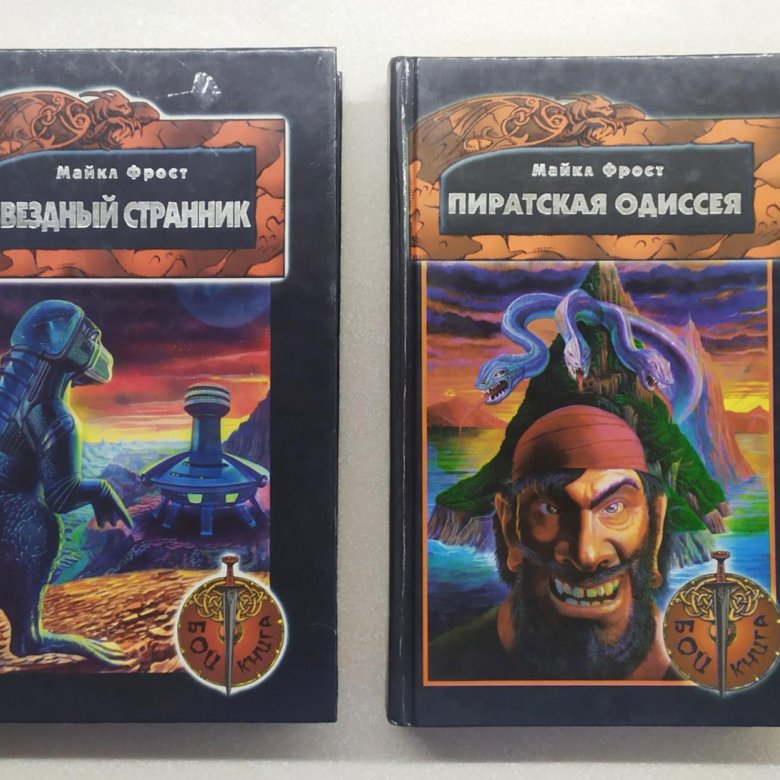 Майкл Фрост
ВЕЗДНЫЙ СТРАННИК
БОЙ
КНИГА
Майкл Фрост
ПИРАТСКАЯ ОДИССЕЯ
БОЙ
КНИГА